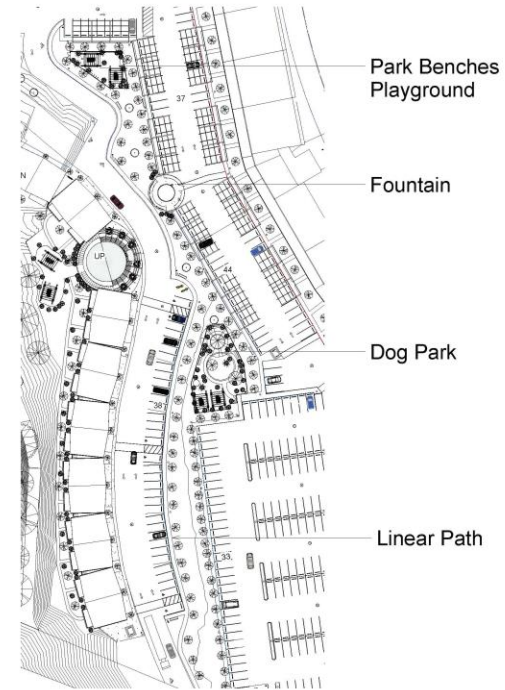 Park Benches
Playground
37
Fountain
UP
44
Dog Park
38
Linear Path
33